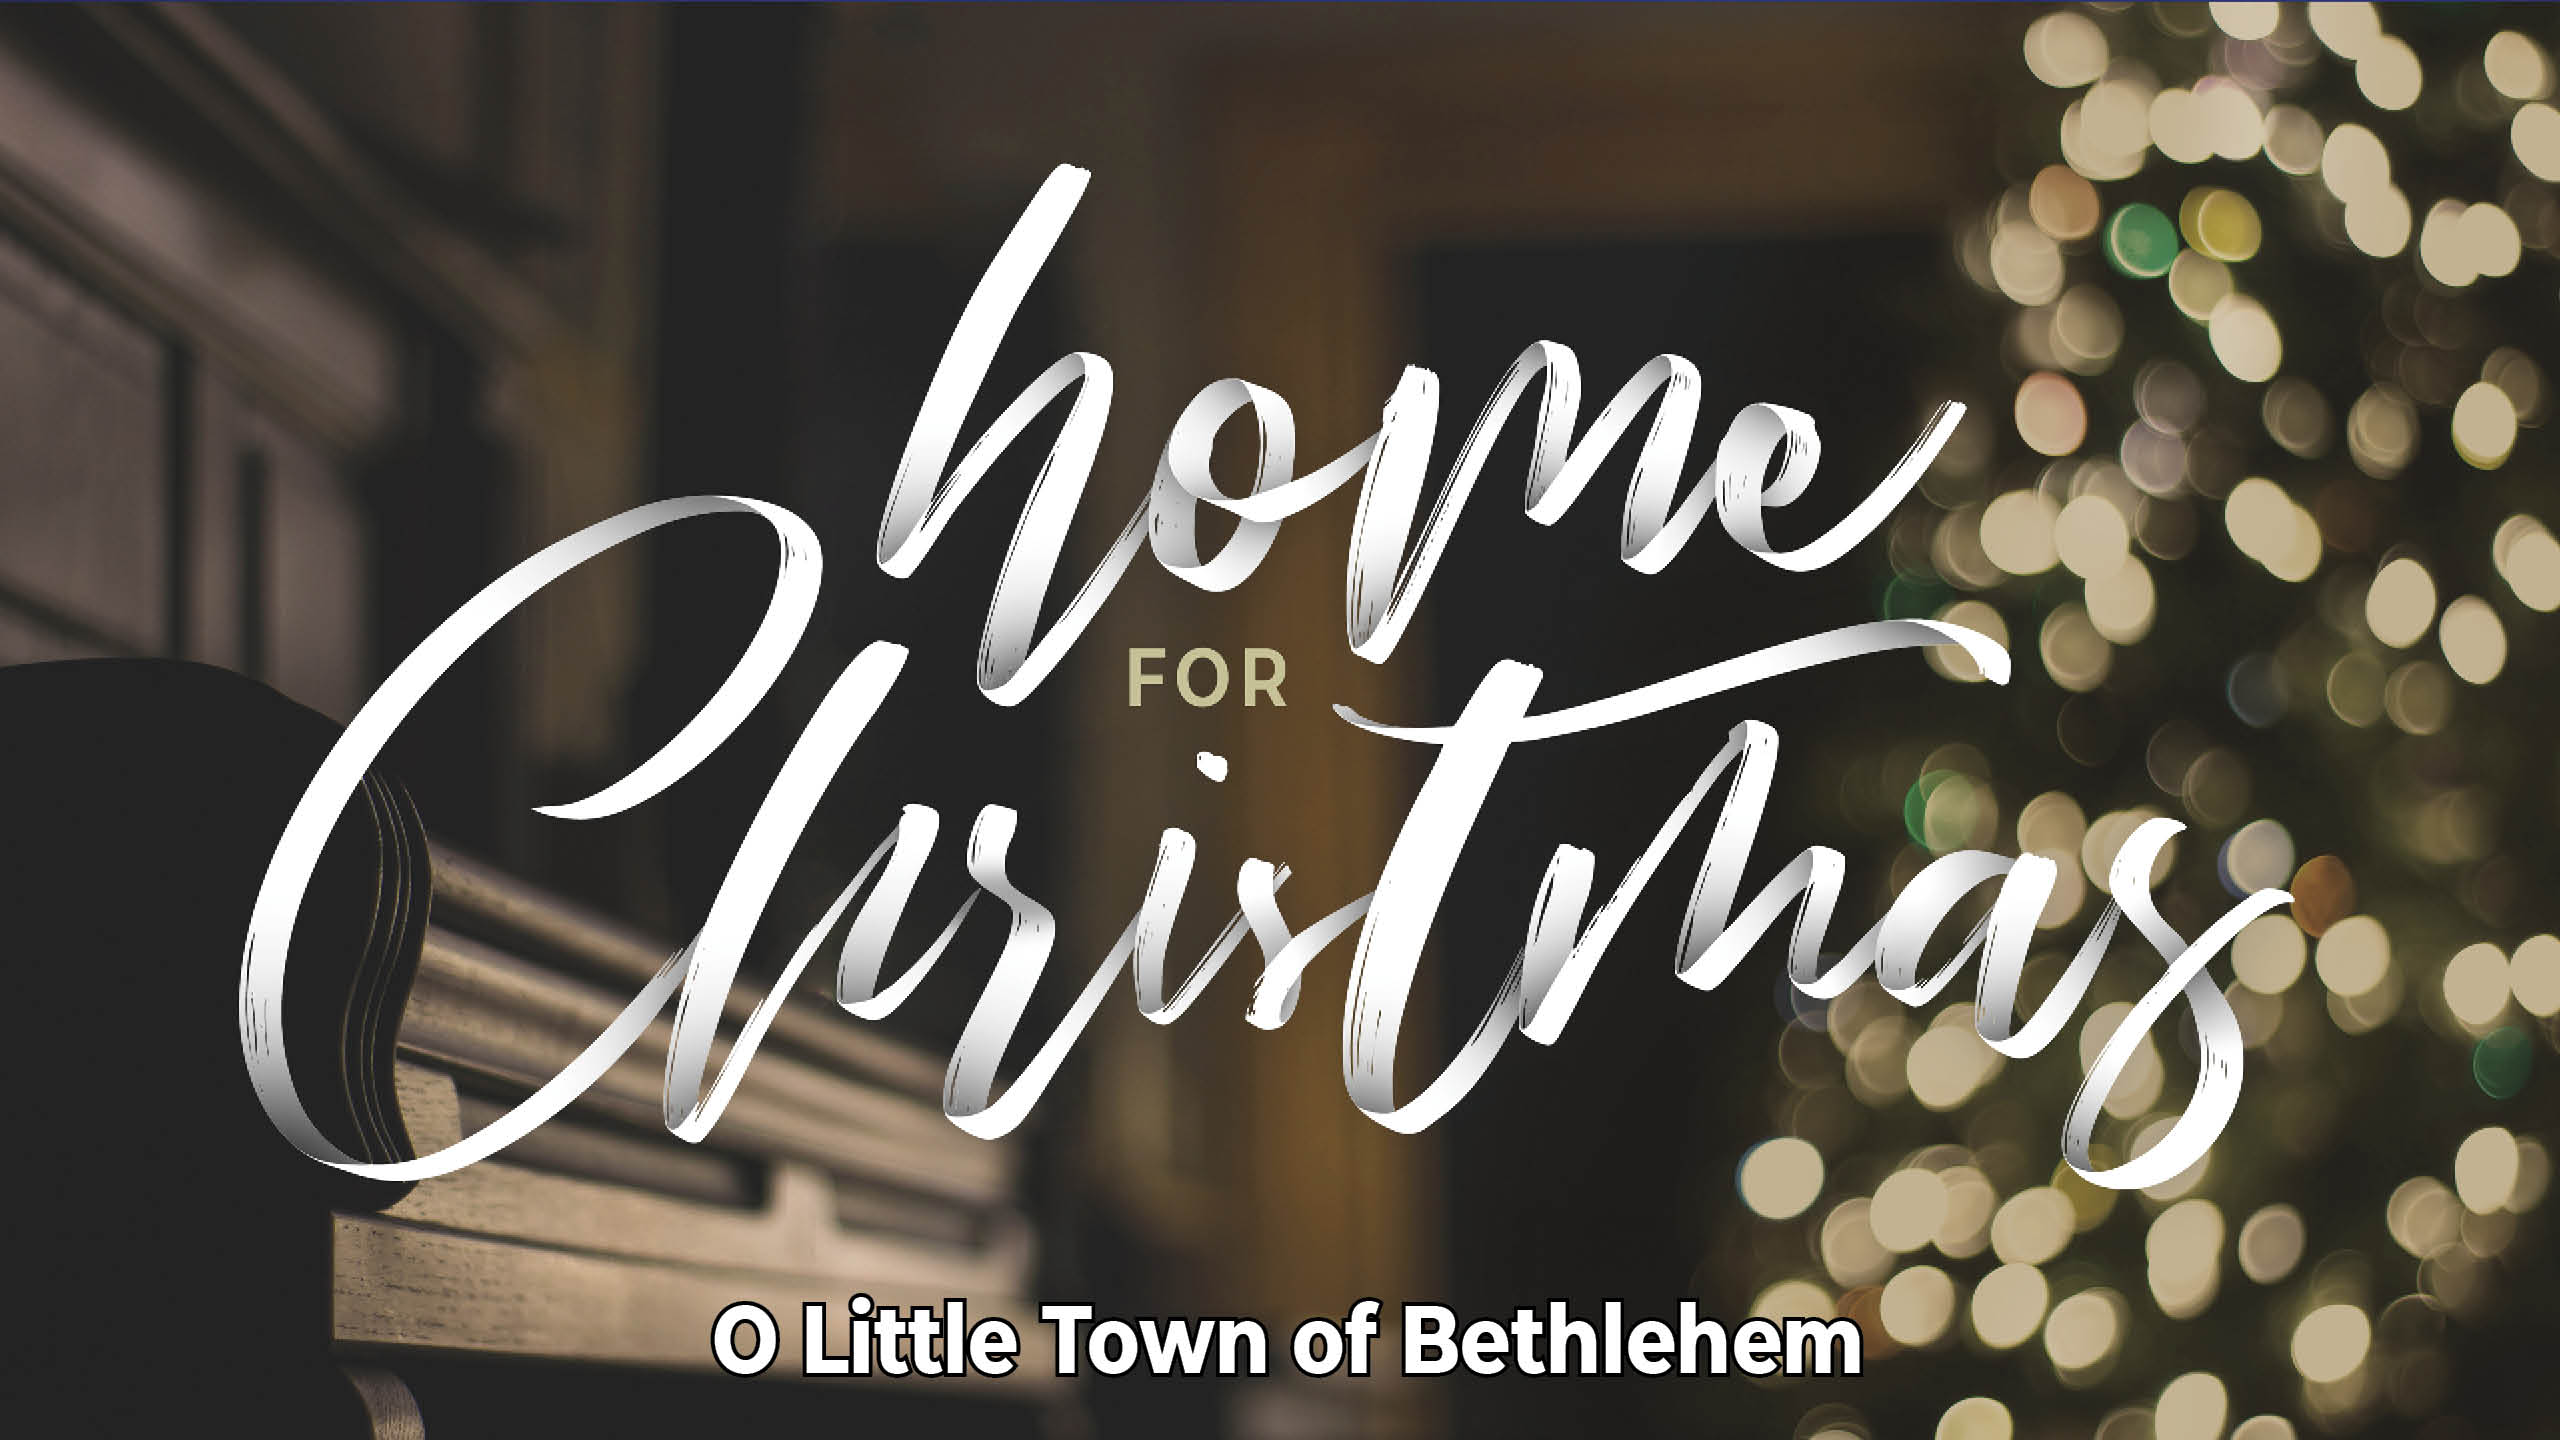 home
FOR
Christmas
O Little Town of Bethlehem